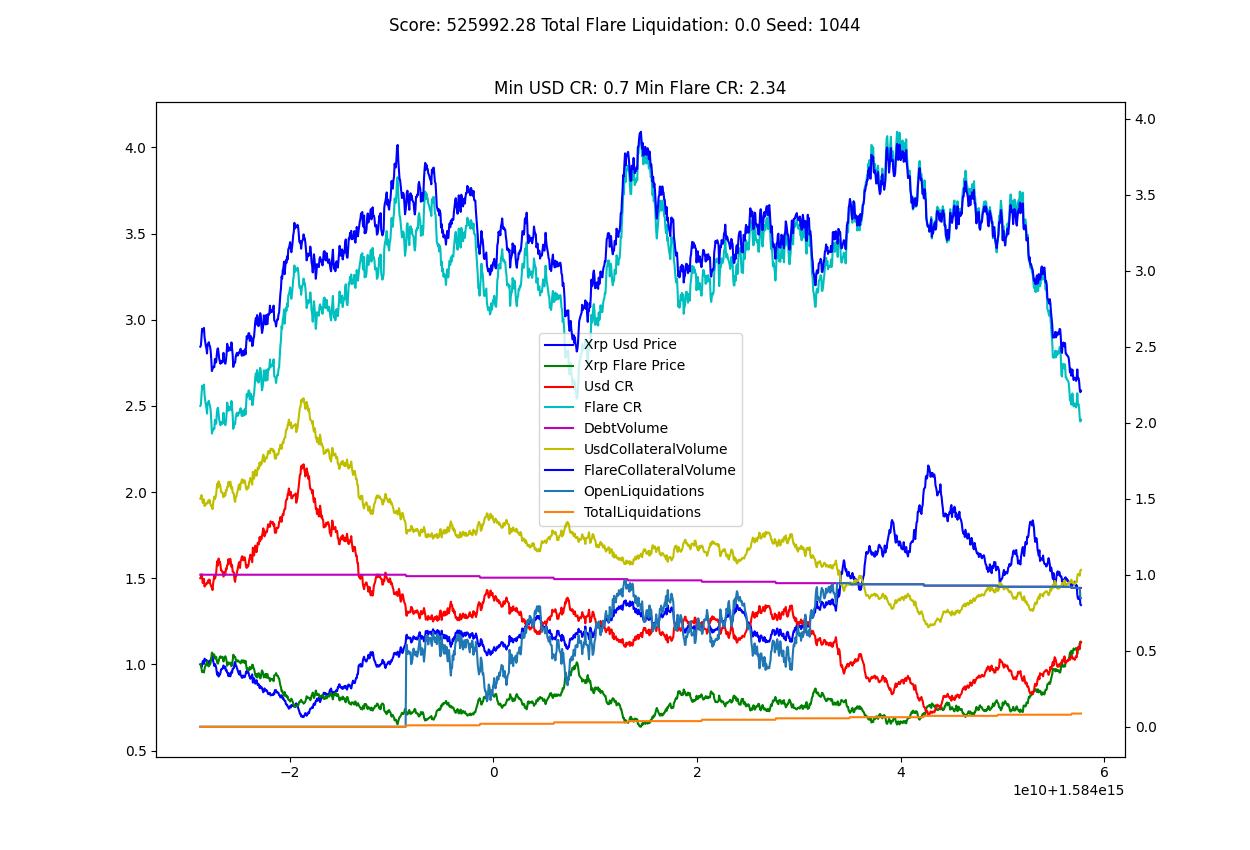 Score: 525992.28 Total Flare Liquidation: 0.0 Seed: 1044
Min USD CR: 0.7 Min Flare CR: 2.34
4.0
3.5
3.0
2.5
2.0
1.5
1.0
0.5
4.0
3.5
3.0
2.5
2.0
1.5
1.0
0.5
0.0
Xrp Usd Price
Xrp Flare Price
Usd CR
Flare CR
DebtVolume
UsdCollateralVolume
FlareCollateralVolume
OpenLiquidations
TotalLiquidations
−2 0 2 4 6
1e10+1.584e15